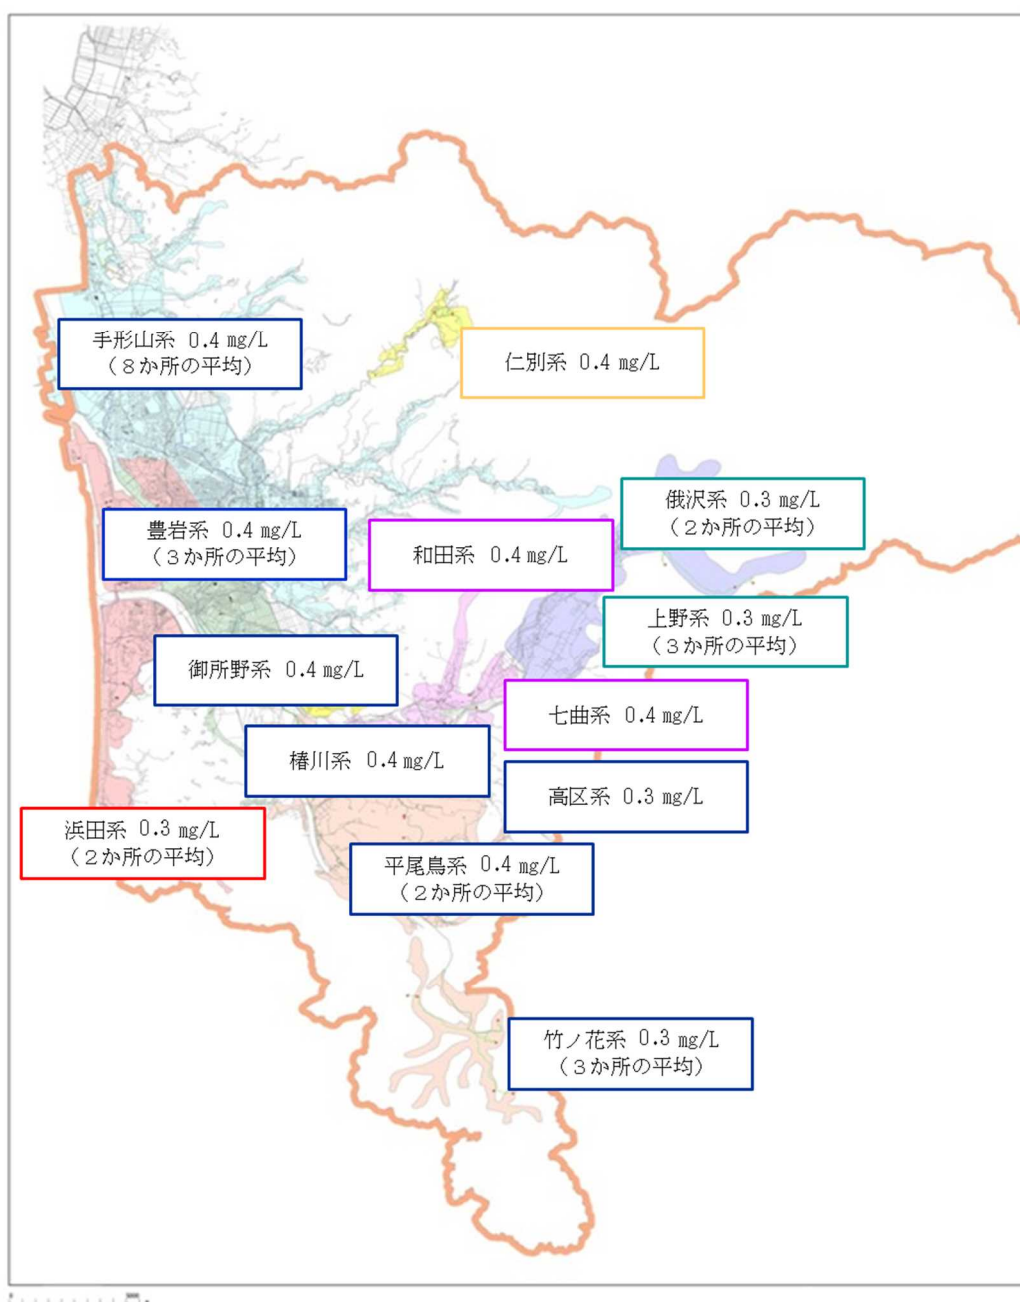 手形山系 0.4 mg/L
（８か所の平均）
仁別系 0.4 mg/L
俄沢系 0.3 mg/L
（２か所の平均）
豊岩系 0.4 mg/L
（３か所の平均）
和田系 0.4 mg/L
上野系 0.3 mg/L
（３か所の平均）
御所野系 0.4 mg/L
七曲系 0.4 mg/L
椿川系 0.4 mg/L
高区系 0.3 mg/L
浜田系 0.3 mg/L
（２か所の平均）
平尾鳥系 0.4 mg/L
（２か所の平均）
竹ノ花系 0.3 mg/L
（３か所の平均）